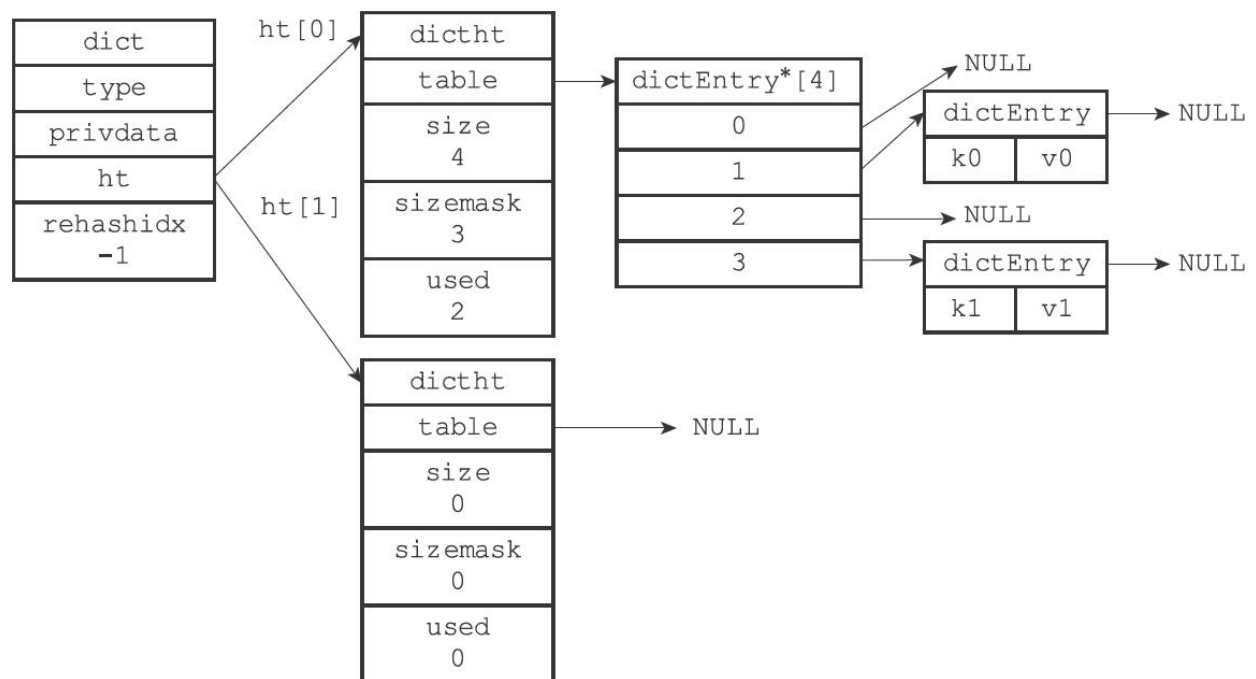 dict
type
privdata
ht
rehashidx
-1
ht[0]
ht[1]
dictht
table
size
4
sizemask
3
used
2
dictEntry*[4]
0
1
2
3
NULL
dictEntry
NULL
k0 v0
NULL
dictEntry
NULL
k1 v1
dictht
table
NULL
size
0
sizemask
0
used
0